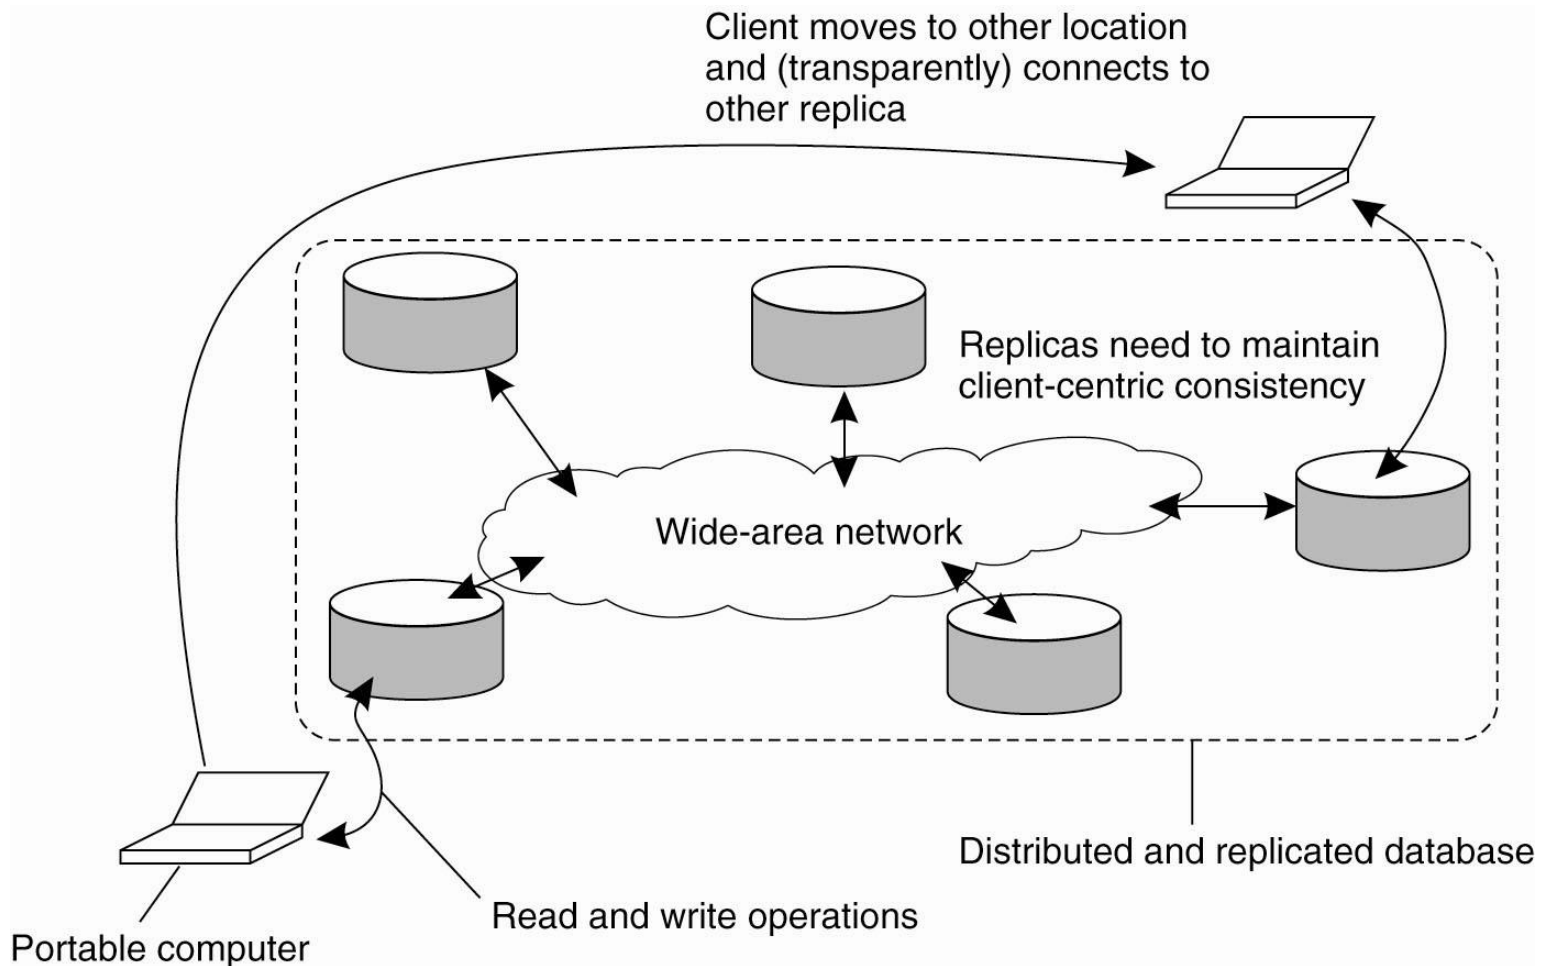 Client moves to other location
and (transparently) connects to
other replica
Replicas need to maintain
client-centric consistency
Wide-area network
Distributed and replicated database
Read and write operations
Portable computer